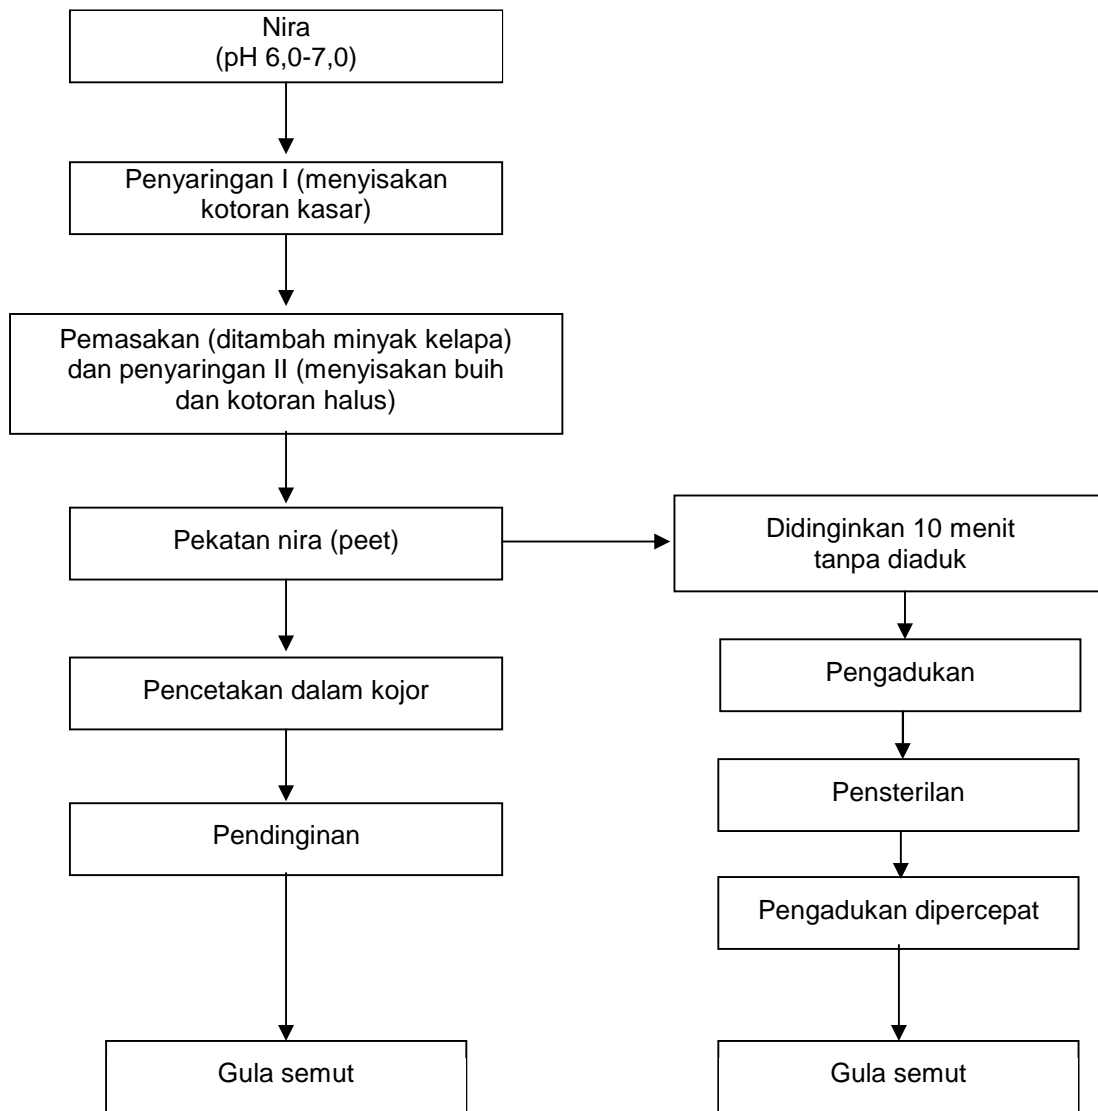 Nira
(pH 6,0-7,0)
Penyaringan I (menyisakan
kotoran kasar)
Pemasakan (ditambah minyak kelapa)
dan penyaringan II (menyisakan buih
dan kotoran halus)
Pekatan nira (peet)
Didinginkan 10 menit
tanpa diaduk
Pencetakan dalam kojor
Pengadukan
Pendinginan
Pensterilan
Pengadukan dipercepat
Gula semut
Gula semut